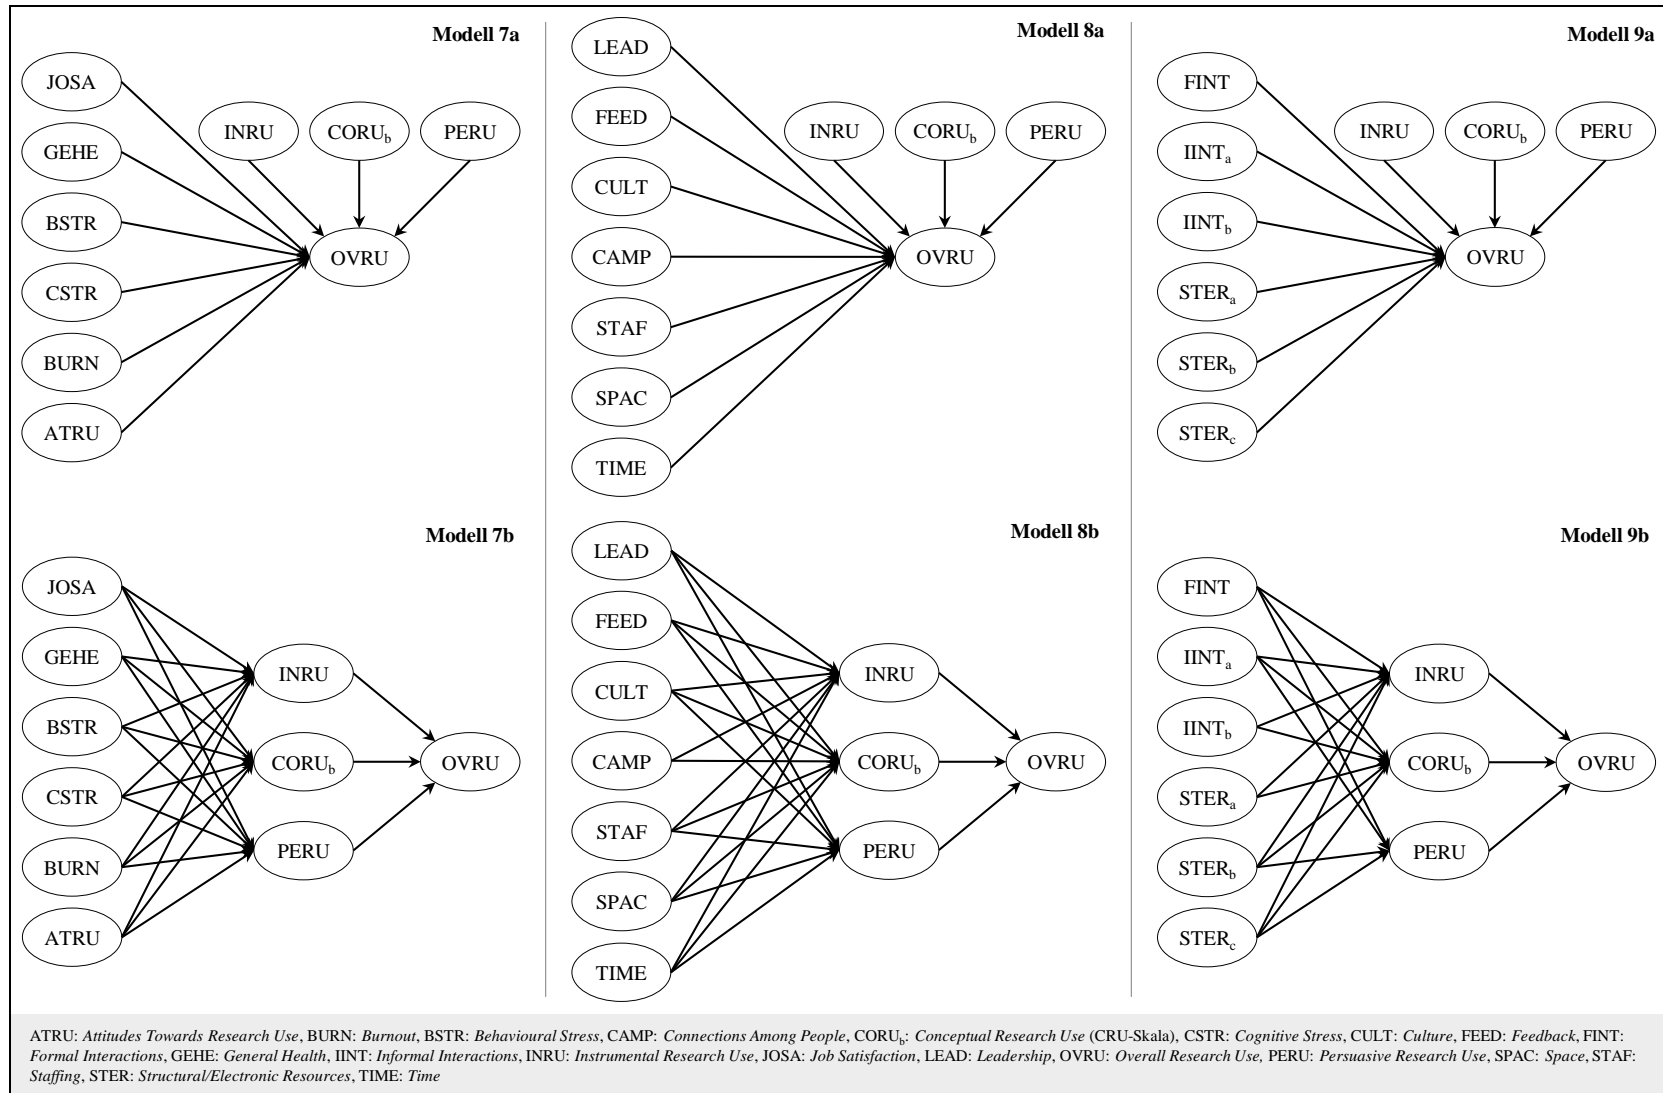 Modell 7a
JOSA
GEHE
BSTR
CSTR
BURN
ATRU
INRU
CORUb
PERU
OVRU
Modell 8a
LEAD
FEED
CULT
CAMP
STAF
SPAC
TIME
INRU
CORUb
PERU
OVRU
Modell 9a
FINT
IINTa
IINTb
STERa
STERb
STERc
INRU
CORUb
PERU
OVRU
Modell 7b
JOSA
GEHE
BSTR
CSTR
BURN
ATRU
INRU
CORUb
PERU
OVRU
Modell 8b
LEAD
FEED
CULT
CAMP
STAF
SPAC
TIME
INRU
CORUb
PERU
OVRU
Modell 9b
FINT
IINTa
IINTb
STERa
STERb
STERc
INRU
CORUb
PERU
OVRU
ATRU: Attitudes Towards Research Use, BURN: Burnout, BSTR: Behavioural Stress, CAMP: Connections Among People, CORUb: Conceptual Research Use (CRU-Skala), CSTR: Cognitive Stress, CULT: Culture, FEED: Feedback, FINT:
Formal Interactions, GEHE: General Health, IINT: Informal Interactions, INRU: Instrumental Research Use, JOSA: Job Satisfaction, LEAD: Leadership, OVRU: Overall Research Use, PERU: Persuasive Research Use, SPAC: Space, STAF:
Staffing, STER: Structural/Electronic Resources, TIME: Time